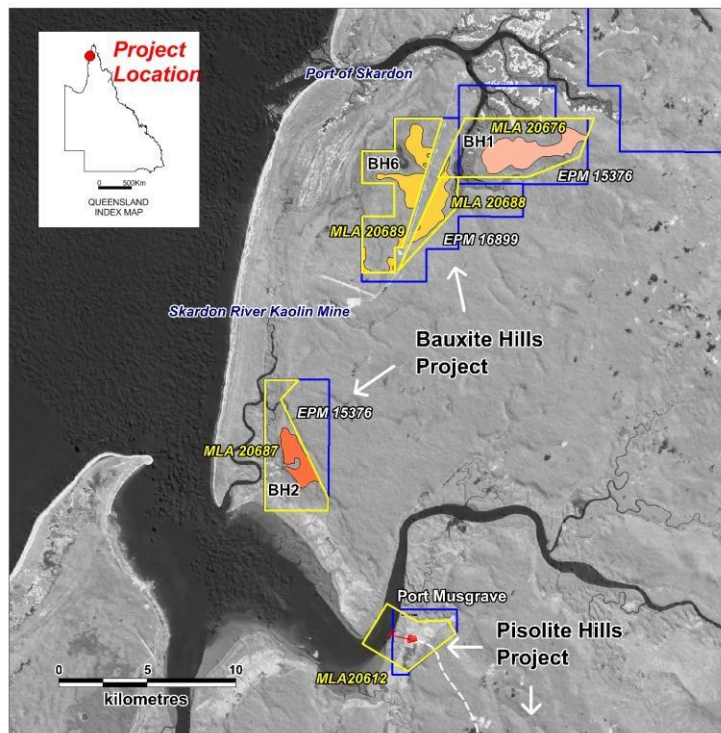 Project
Location
0 500Km
QUEENSLAND
INDEX MAP
Port of Skardon
MLA 20676
BH1
BH6
EPM 15376
MLA 20688
MLA 20689
EPM 16899
Skardon River Kaolin Mine
Bauxite Hills
Project
EPM 15376
MLA 20687
BH2
Port Musgrave
Pisolite Hills
Project
MLA20612
0 5 10
kilometres